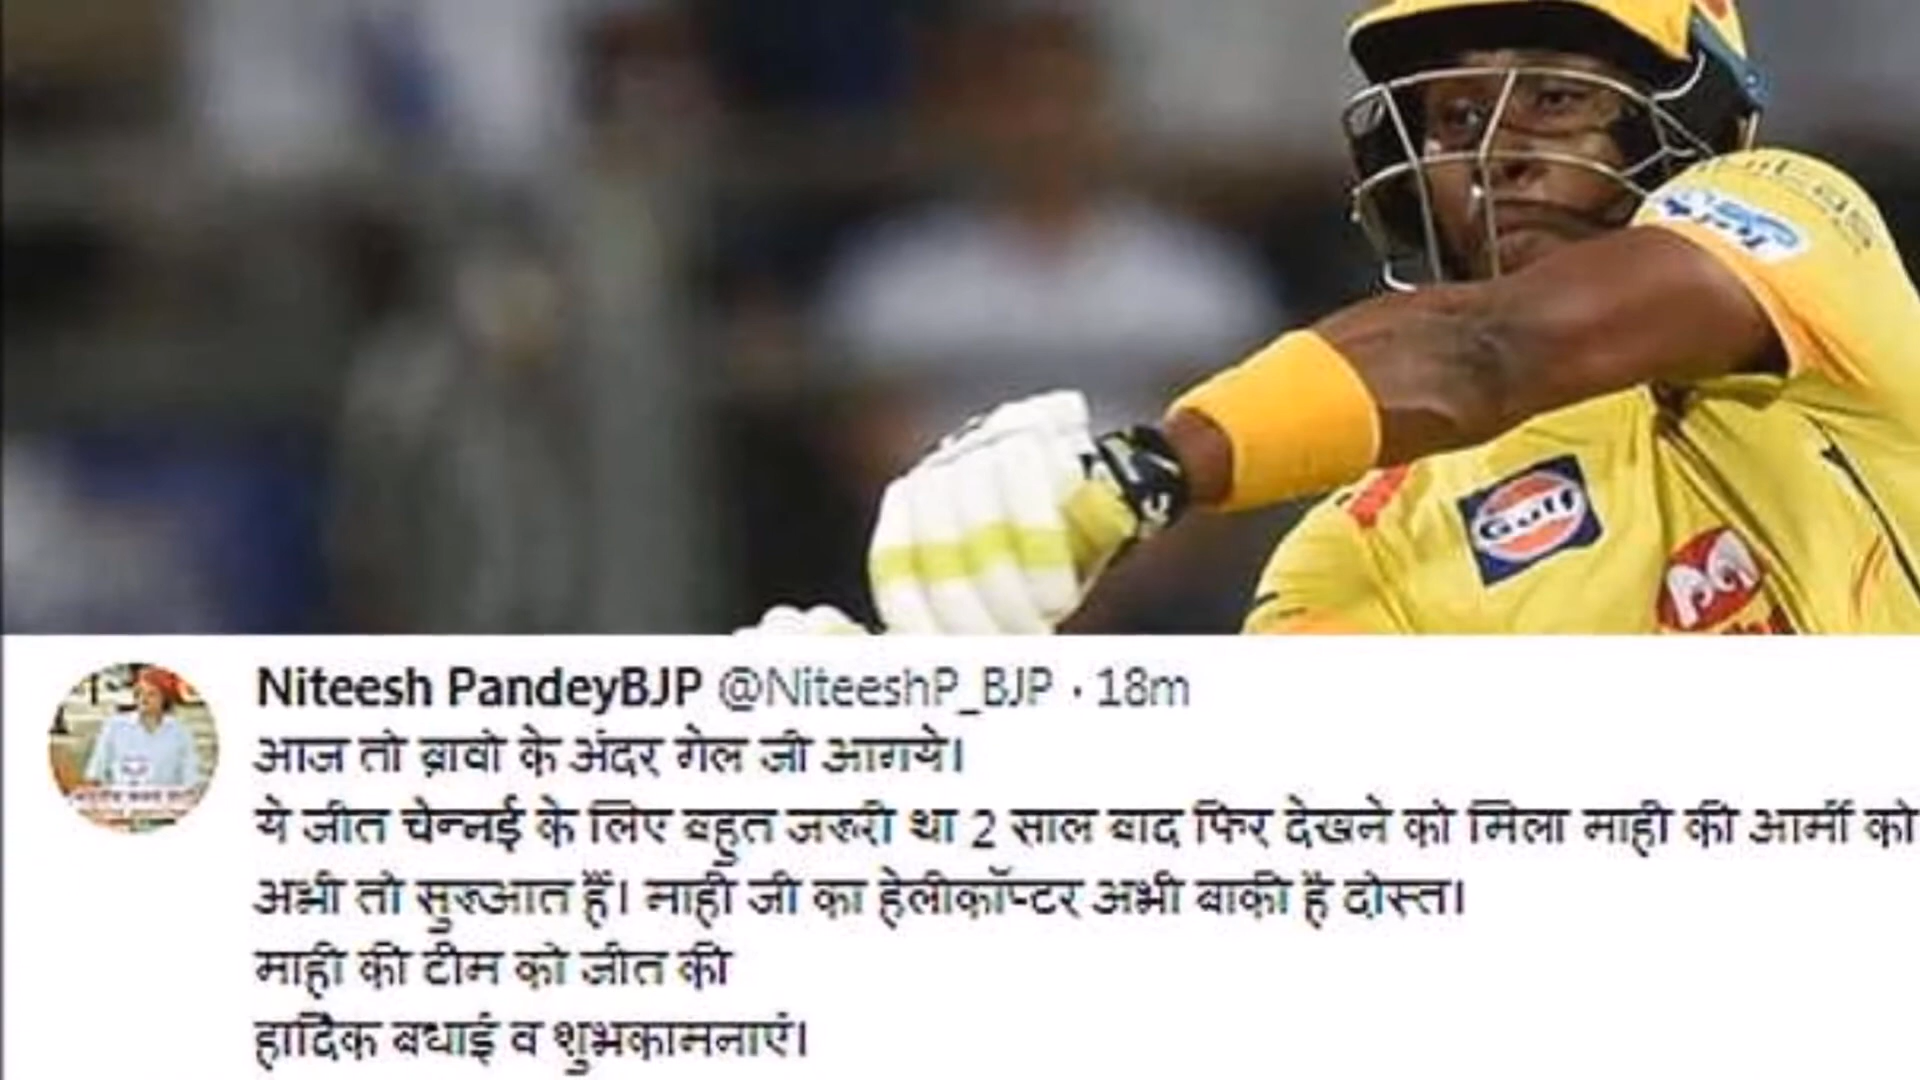 Gulf
Niteesh PandeyBJP @NiteeshP_BJP · 18m
आज तो ब्रावो के अंदर गेल जी आगये।
ये जीत चेन्नई के लिए बहुत जरुरी था 2 साल बाद फिर देखने को मिला माही की आर्मी को
अभी तो सुरुआत हैं। माही जी का हेलीकॉप्टर अभी बाकी है दोस्त।
माही की टीम को जीत की
हार्दिक बधाई व शुभकामनाएं।